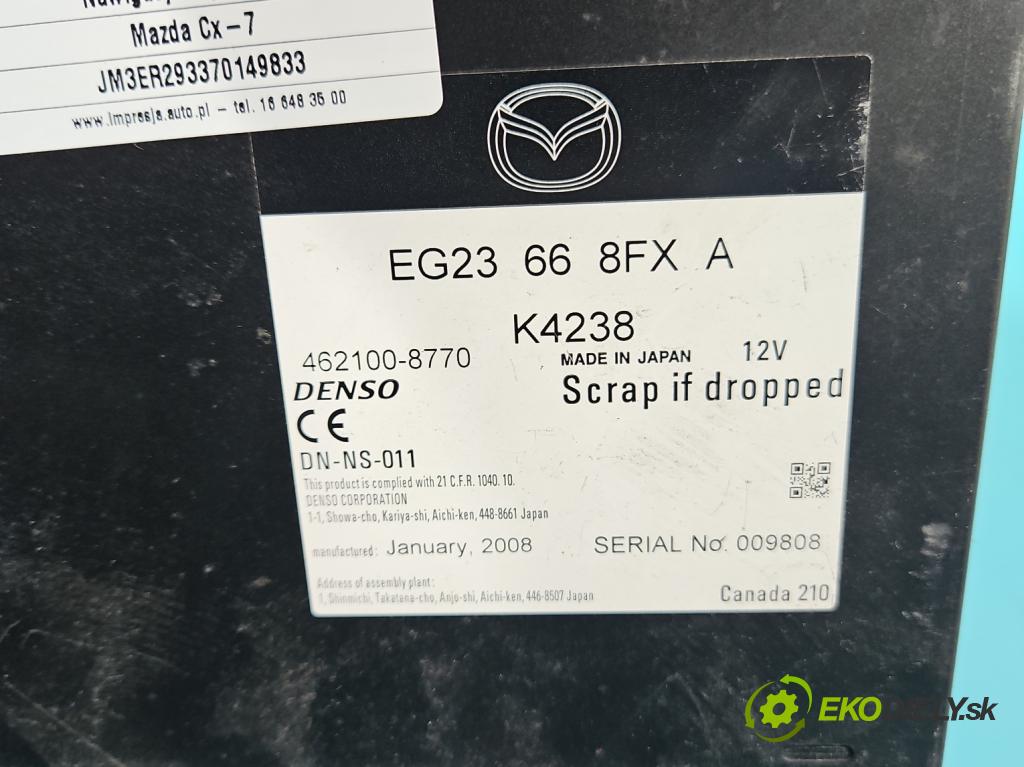 Mazda Cx-7
JM3ER293370149833
www.impresja.auto.pl - tel. 16 648 35 00
EG23 66 8FX A
K4238
462100-8770 MADE IN JAPAN 12V
DENSO Scrap if dropped
CE
DN-NS-011
This product is complied with 21 C.F.R. 1040. 10.
DENSO CORPORATION
1-1, Showa-cho, Kariya-shi, Aichi-ken, 448-8661 Japan
manufactured: January, 2008 SERIAL No. 009808
Address of assembly plant:
1, Shinmichi, Takatana-cho, Anjo-shi, Aichi-ken, 446-8507 Japan
Canada 210
EKODIELY.sk